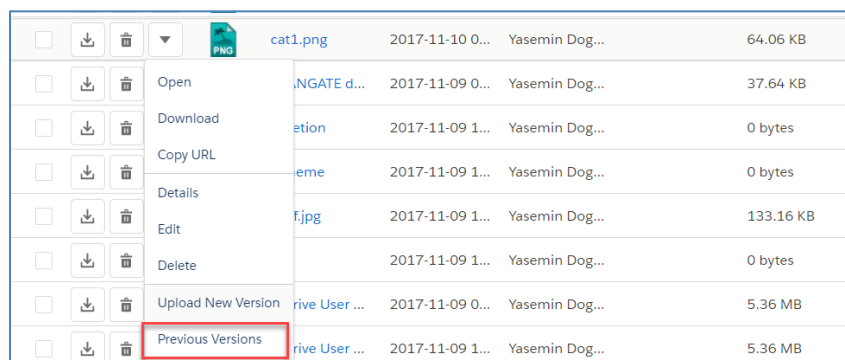 PNG cat1.png 2017-11-10 0... Yasemin Dog... 64.06 KB
Open
\NGATE d... 2017-11-09 0... Yasemin Dog... 37.64 KB
Download
etion 2017-11-09 1... Yasemin Dog... 0 bytes
Copy URL
eme 2017-11-09 1... Yasemin Dog... 0 bytes
Details
f.jpg 2017-11-09 1... Yasemin Dog... 133.16 KB
Edit
Delete 2017-11-09 1... Yasemin Dog... 0 bytes
Upload New Version rive User ... 2017-11-09 0... Yasemin Dog... 5.36 MB
Previous Versions
rive User ... 2017-11-09 1... Yasemin Dog... 5.36 MB